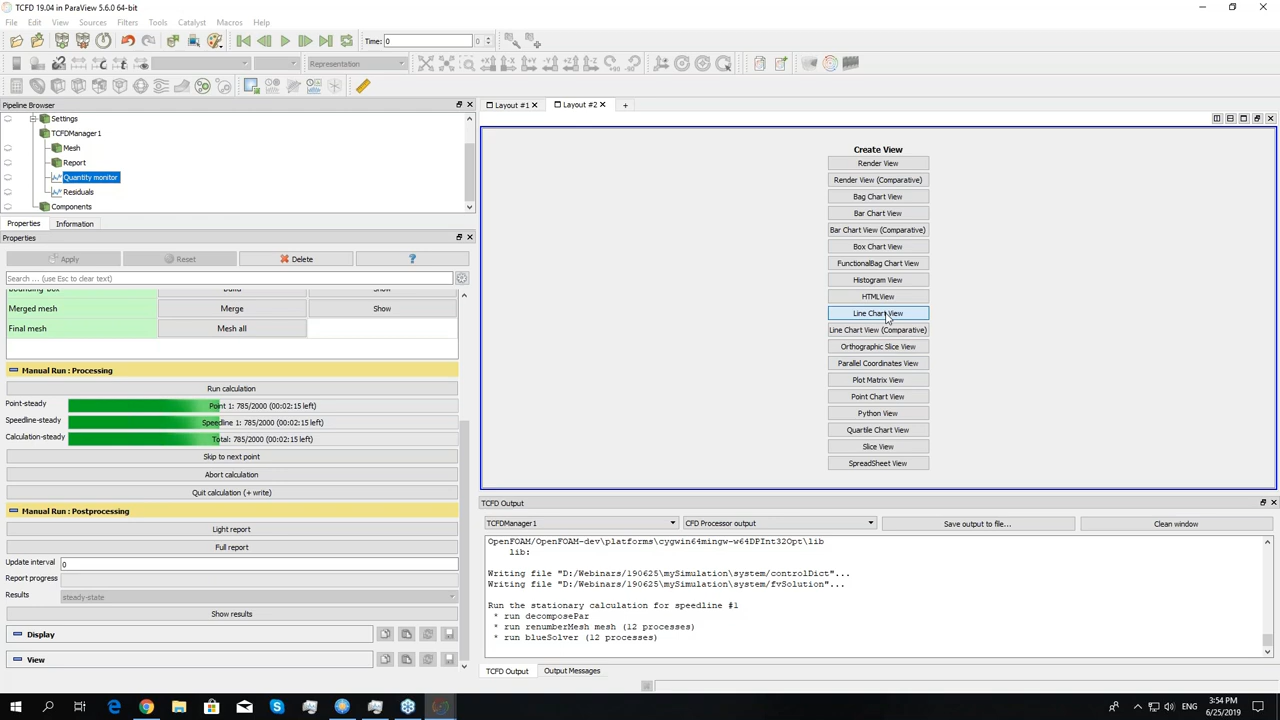 TCFD 19.04 in ParaView 5.6.0 64-bit
File Edit View Sources Filters Tools Catalyst Macros Help
Time: 0 0
Representation
Pipeline Browser
Settings
TCFDManager1
Mesh
Report
Quantity monitor
Residuals
Components
Properties Information
Properties
Apply Reset Delete ?
Search ... (use Esc to clear text)
Merged mesh Merge Show
Final mesh Mesh all
Manual Run : Processing
Run calculation
Point-steady Point 1: 785/2000 (00:02:15 left)
Speedline-steady Speedline 1: 785/2000 (00:02:15 left)
Calculation-steady Total: 785/2000 (00:02:15 left)
Skip to next point
Abort calculation
Quit calculation (+ write)
Manual Run : Postprocessing
Light report
Full report
Update interval 0
Report progress
Results steady-state
Show results
Display
View
Layout #1 Layout #2 +
Create View
Render View
Render View (Comparative)
Bag Chart View
Bar Chart View
Bar Chart View (Comparative)
Box Chart View
FunctionalBag Chart View
Histogram View
HTMLView
Line Chart View
Line Chart View (Comparative)
Orthographic Slice View
Parallel Coordinates View
Plot Matrix View
Point Chart View
Python View
Quartile Chart View
Slice View
SpreadSheet View
TCFD Output
TCFDManager1 CFD Processor output Save output to file... Clean window
OpenFOAM/OpenFOAM-dev\platforms\cygwin64mingw-w64DPInt32Opt\lib
lib:
Writing file "D:/Webinars/190625\mySimulation\system/controlDict"...
Writing file "D:/Webinars/190625\mySimulation\system/fvSolution"...
Run the stationary calculation for speedline #1
* run decomposePar
* run renumberMesh mesh (12 processes)
* run blueSolver (12 processes)
TCFD Output Output Messages
3:54 PM
6/25/2019